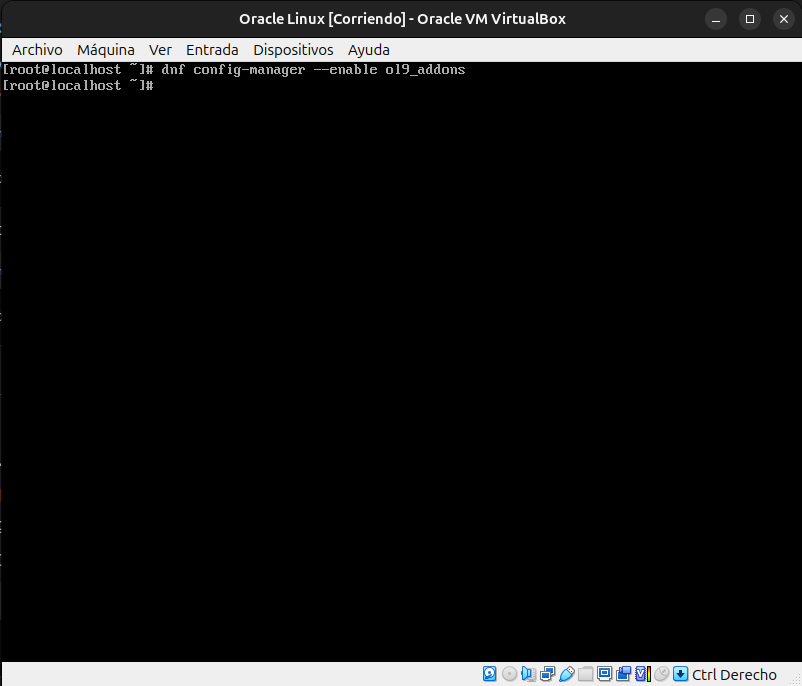 Oracle Linux [Corriendo] - Oracle VM VirtualBox
Archivo Máquina Ver Entrada Dispositivos Ayuda
[root@localhost ~]# dnf config-manager --enable ol9_addons
[root@localhost ~]#
Ctrl Derecho